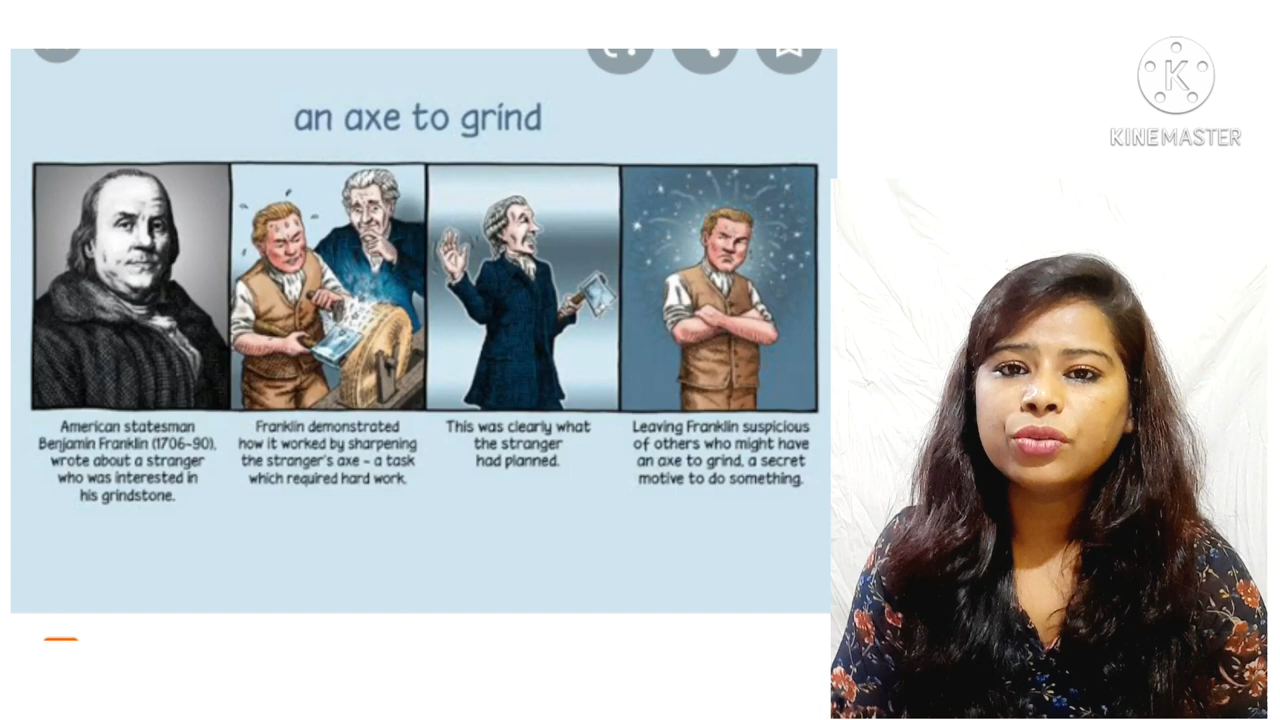 an axe to grind
American statesman
Benjamin Franklin (1706-90),
wrote about a stranger
who was interested in
his grindstone.
Franklin demonstrated
how it worked by sharpening
the stranger's axe – a task
which required hard work.
This was clearly what
the stranger
had planned.
Leaving Franklin suspicious
of others who might have
an axe to grind, a secret
motive to do something.
K
KINEMASTER